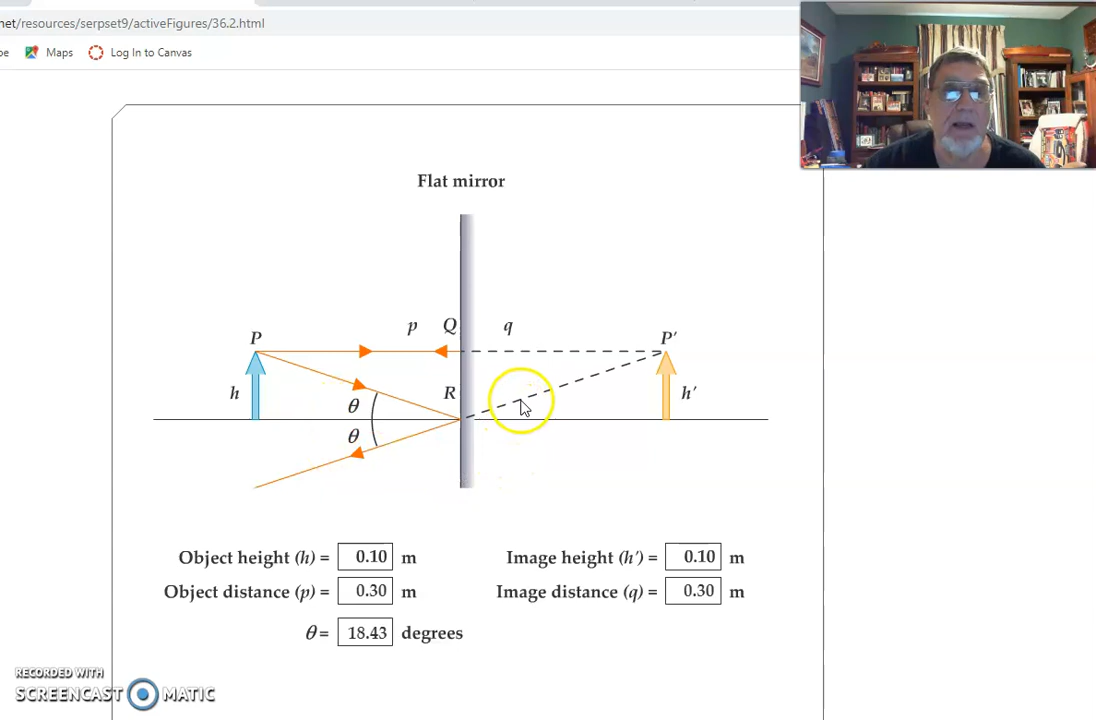 net/resources/serpset9/activeFigures/36.2.html
Maps Log In to Canvas
Flat mirror
P p Q q P′
h R h′
θ
θ
Object height (h) = 0.10 m Image height (h′) = 0.10 m
Object distance (p) = 0.30 m Image distance (q) = 0.30 m
θ = 18.43 degrees
RECORDED WITH
SCREENCAST MATIC